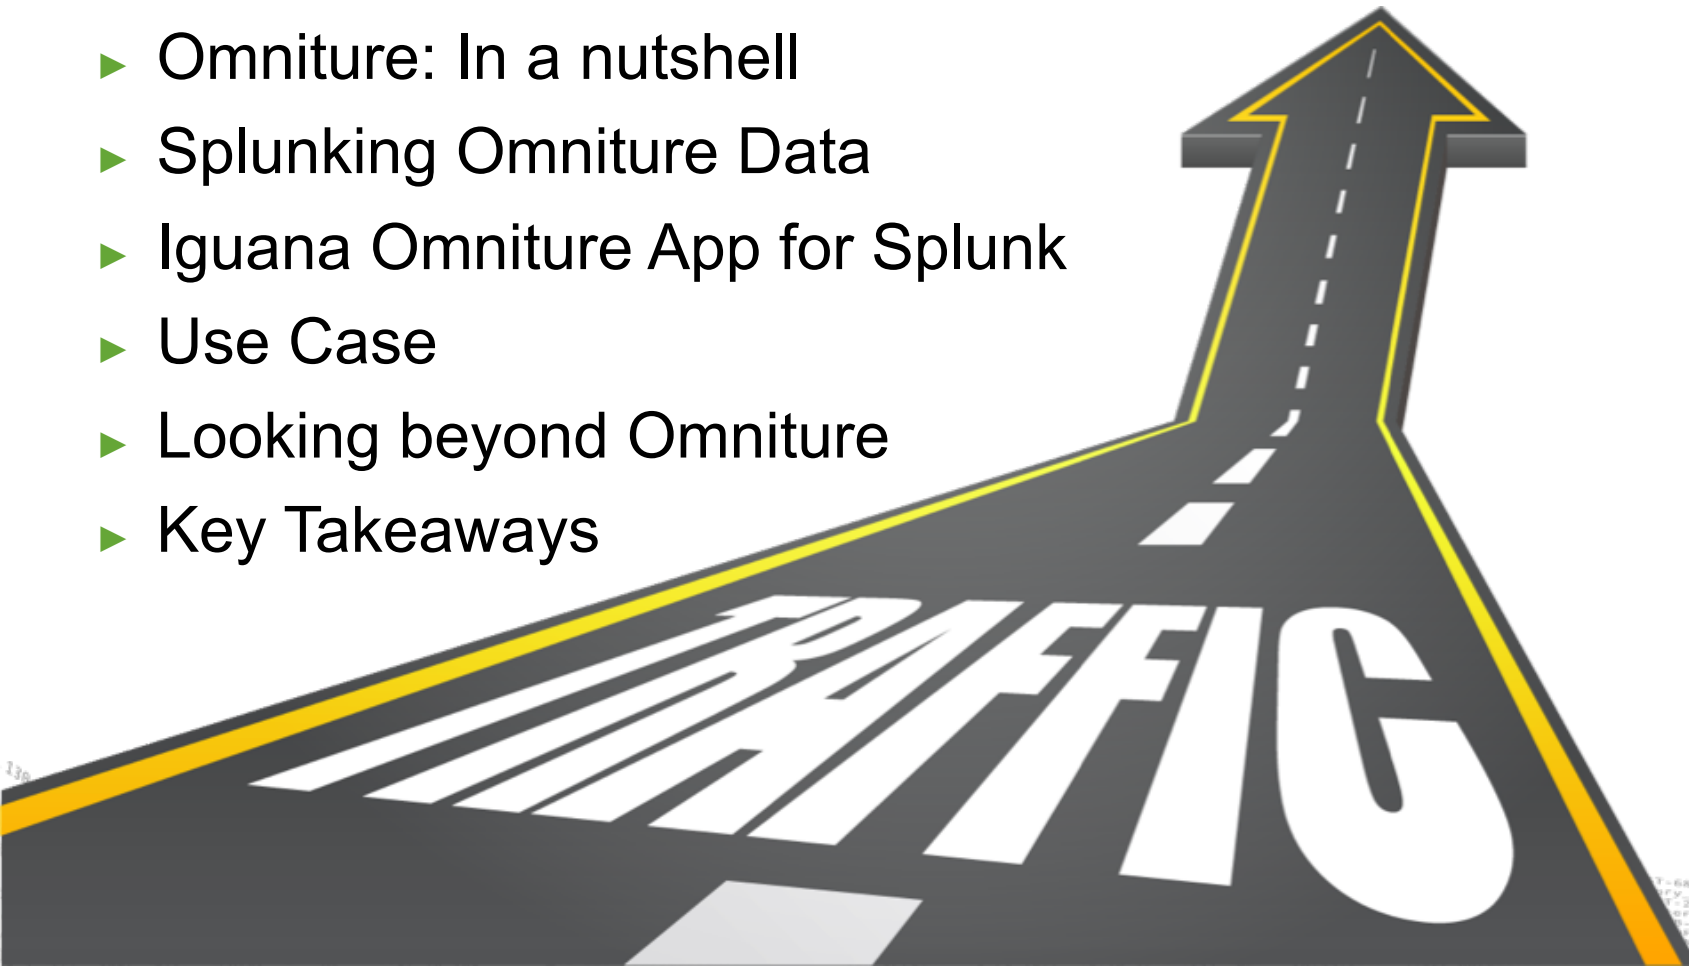 ► Omniture: In a nutshell
► Splunking Omniture Data
► Iguana Omniture App for Splunk
► Use Case
► Looking beyond Omniture
► Key Takeaways
TRAFFIC